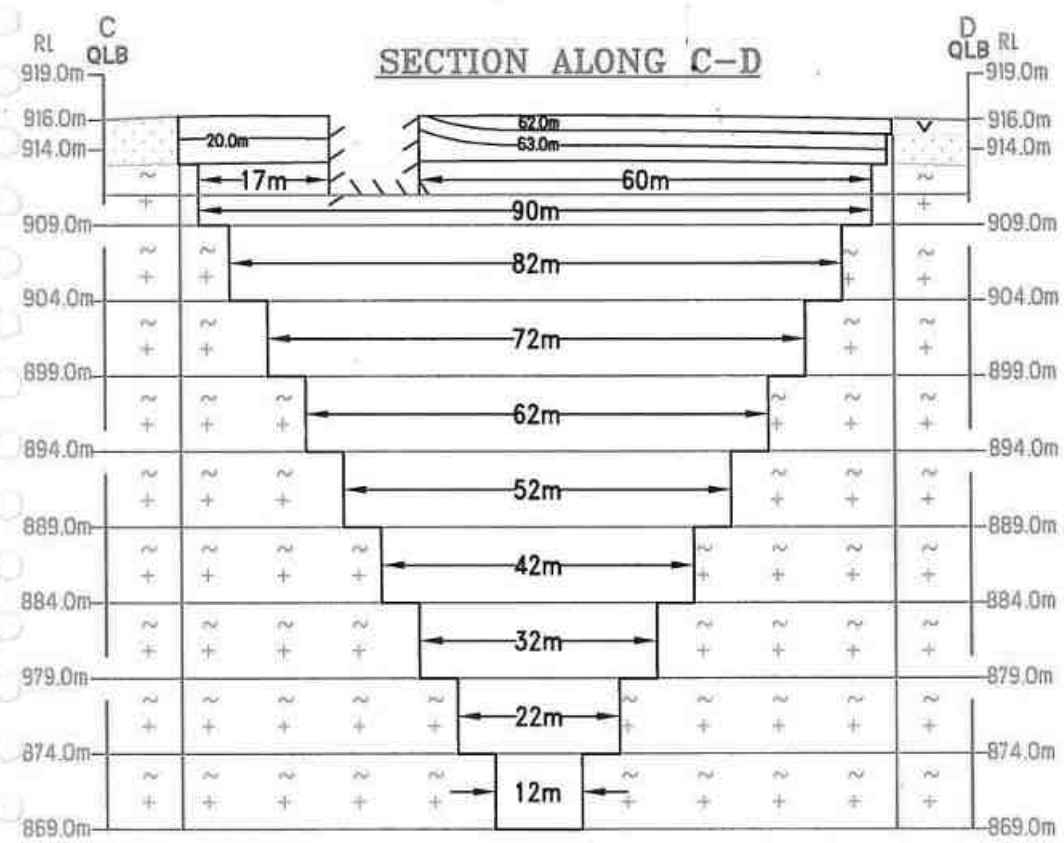 C D
RL QLB QLB RL
SECTION ALONG C-D
919.0m 919.0m
916.0m 62.0m 916.0m
914.0m 20.0m 63.0m 914.0m
17m 60m
90m
909.0m 909.0m
82m
904.0m 904.0m
72m
899.0m 899.0m
62m
894.0m 894.0m
52m
889.0m 889.0m
42m
884.0m 884.0m
32m
979.0m 879.0m
22m
874.0m 874.0m
12m
869.0m 869.0m